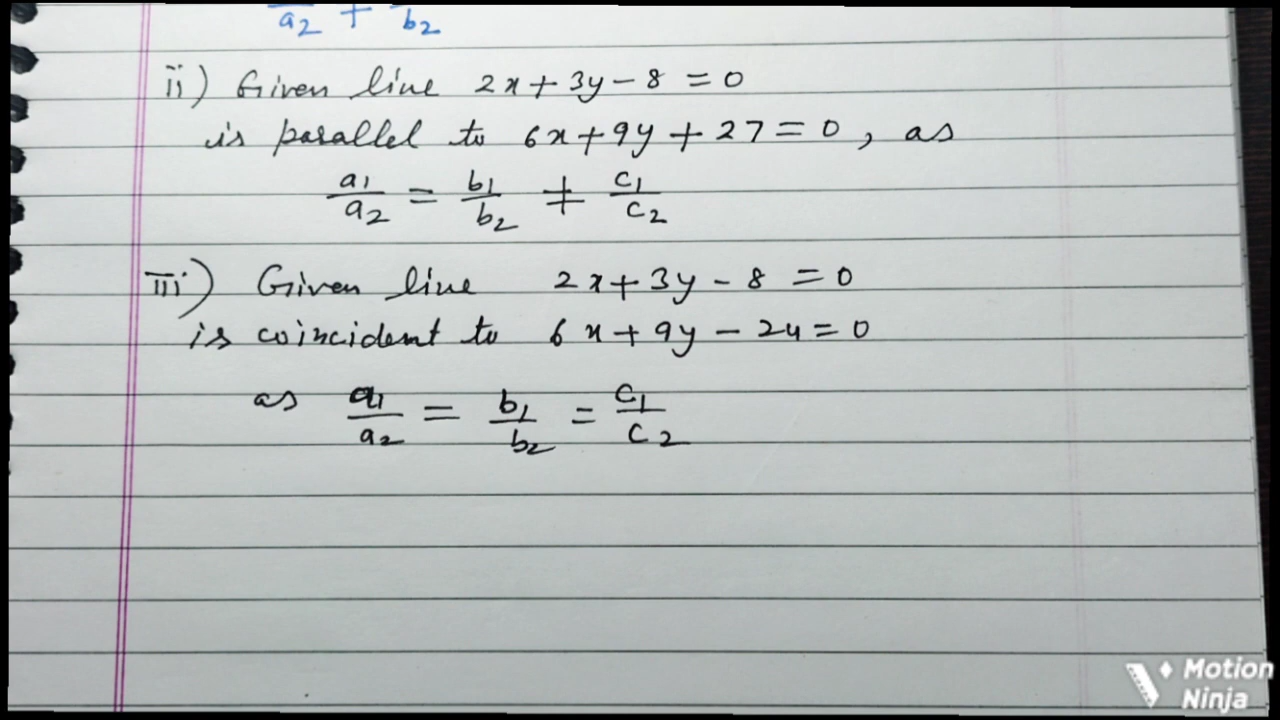 a2 ≠ b2
ii) Given line 2x + 3y - 8 = 0
is parallel to 6x + 9y + 27 = 0, as
a1/a2 = b1/b2 ≠ c1/c2
iii) Given line 2x + 3y - 8 = 0
is coincident to 6x + 9y - 24 = 0
as a1/a2 = b1/b2 = c1/c2
Motion
Ninja